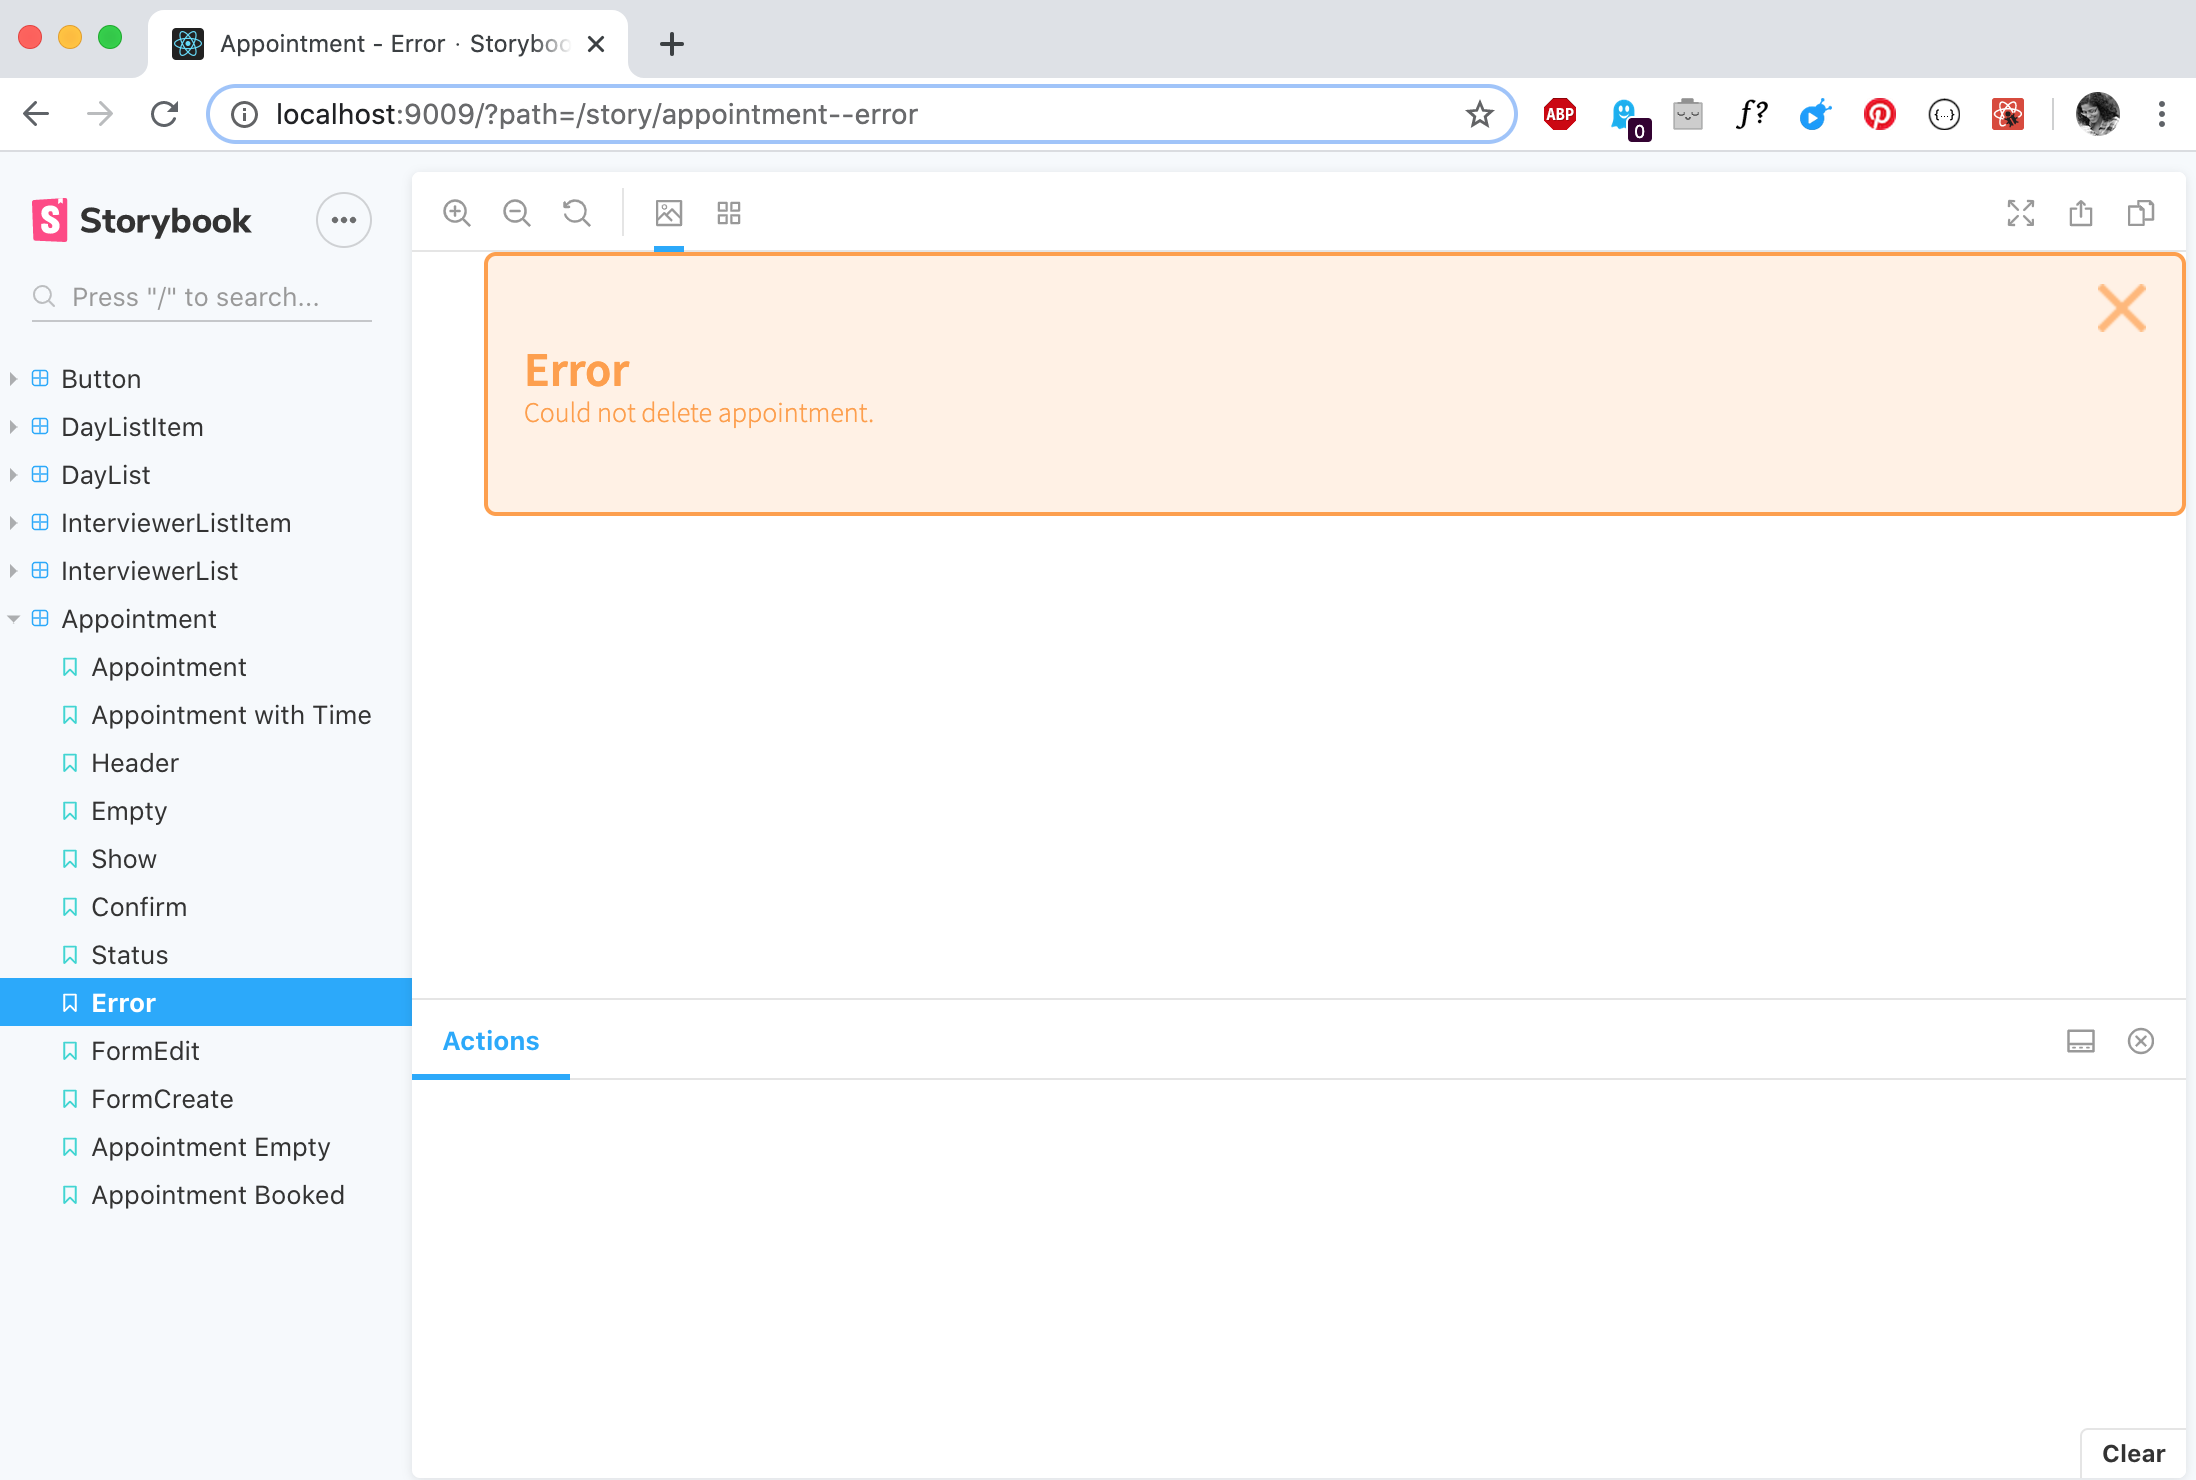 Appointment - Error · Storyboo
localhost:9009/?path=/story/appointment--error
ABP
0
f?
{...}
S Storybook
Press "/" to search...
Button
DayListItem
DayList
InterviewerListItem
InterviewerList
Appointment
Appointment
Appointment with Time
Header
Empty
Show
Confirm
Status
Error
FormEdit
FormCreate
Appointment Empty
Appointment Booked
Error
Could not delete appointment.
Actions
Clear